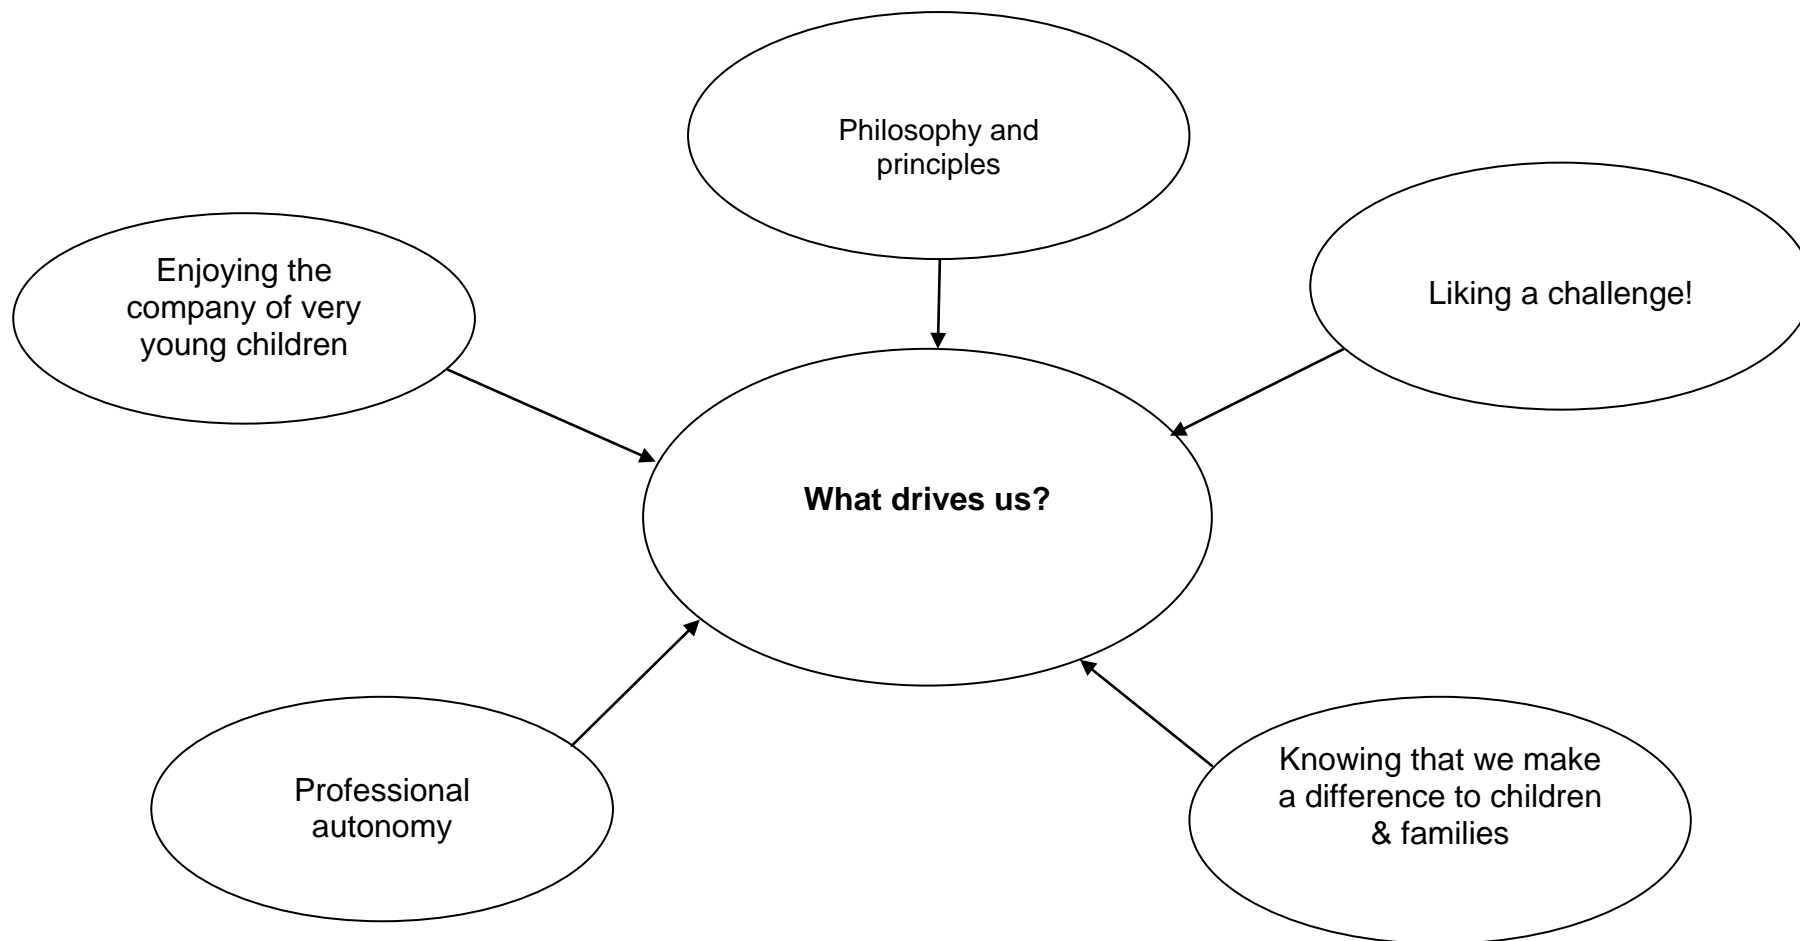 Philosophy and
principles
Enjoying the
company of very
young children
Liking a challenge!
What drives us?
Professional
autonomy
Knowing that we make
a difference to children
& families